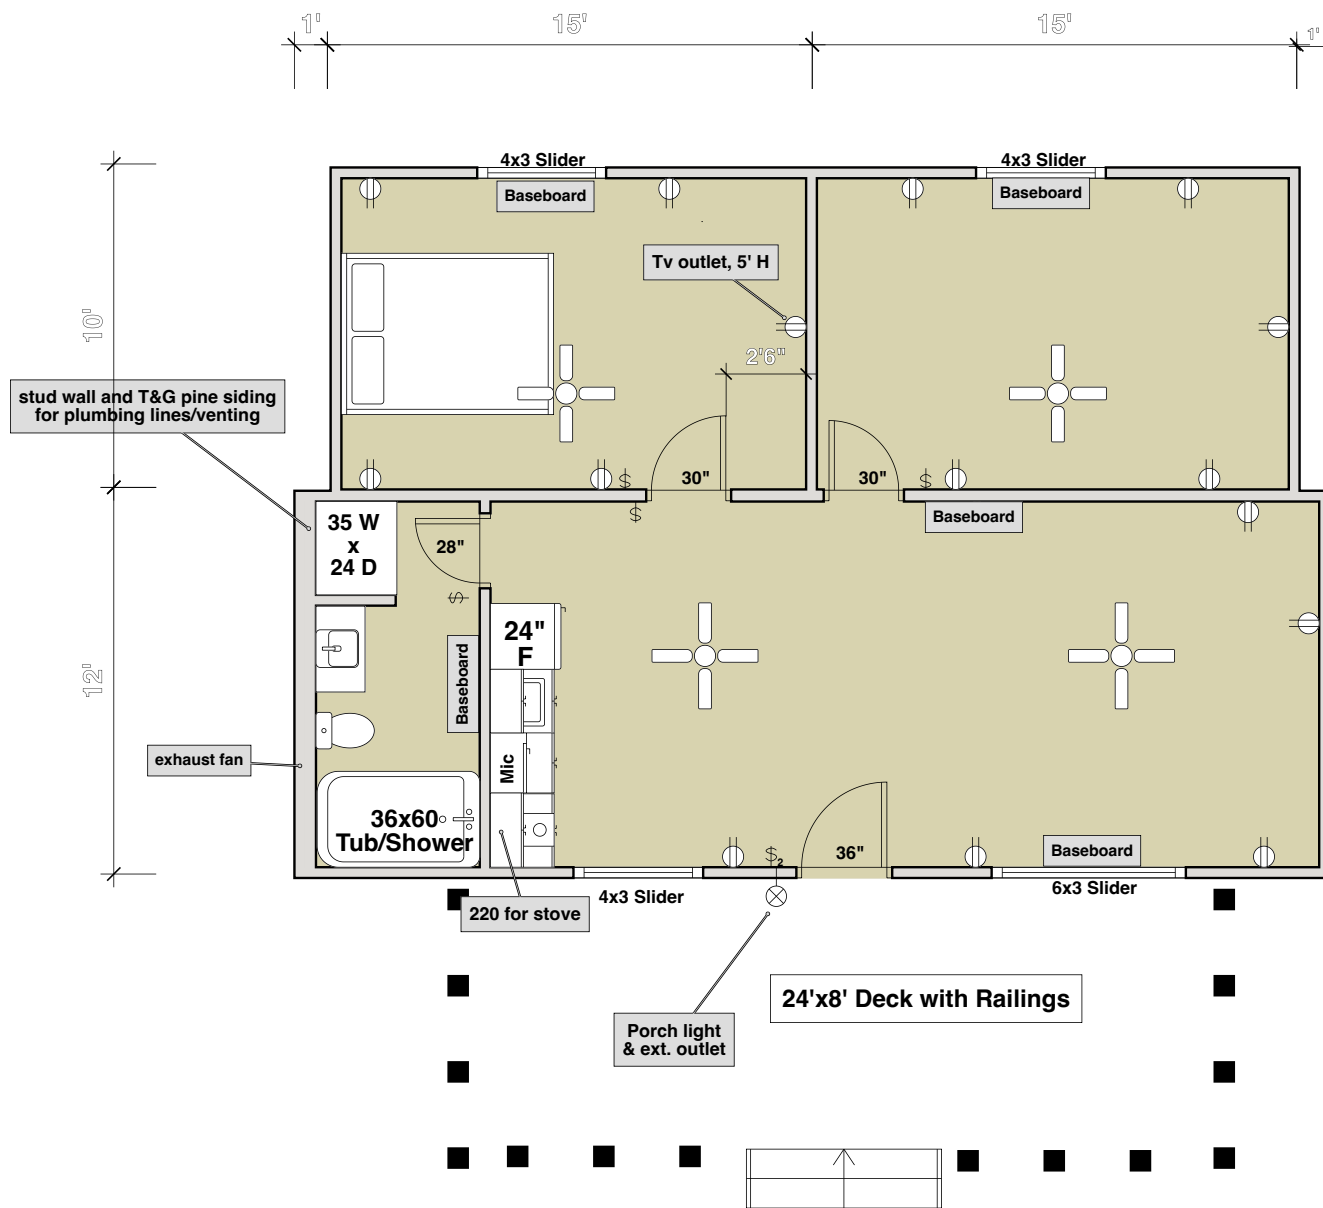 1'
15'
15'
1'
4x3 Slider
4x3 Slider
Baseboard
Baseboard
Tv outlet, 5' H
10'
2'6"
stud wall and T&G pine siding
for plumbing lines/venting
30"
30"
$
$
$
35 W
x
24 D
28"
Baseboard
$
24"
F
12'
Baseboard
Mic
exhaust fan
36x60
Tub/Shower
$2
36"
Baseboard
4x3 Slider
6x3 Slider
220 for stove
24'x8' Deck with Railings
Porch light
& ext. outlet